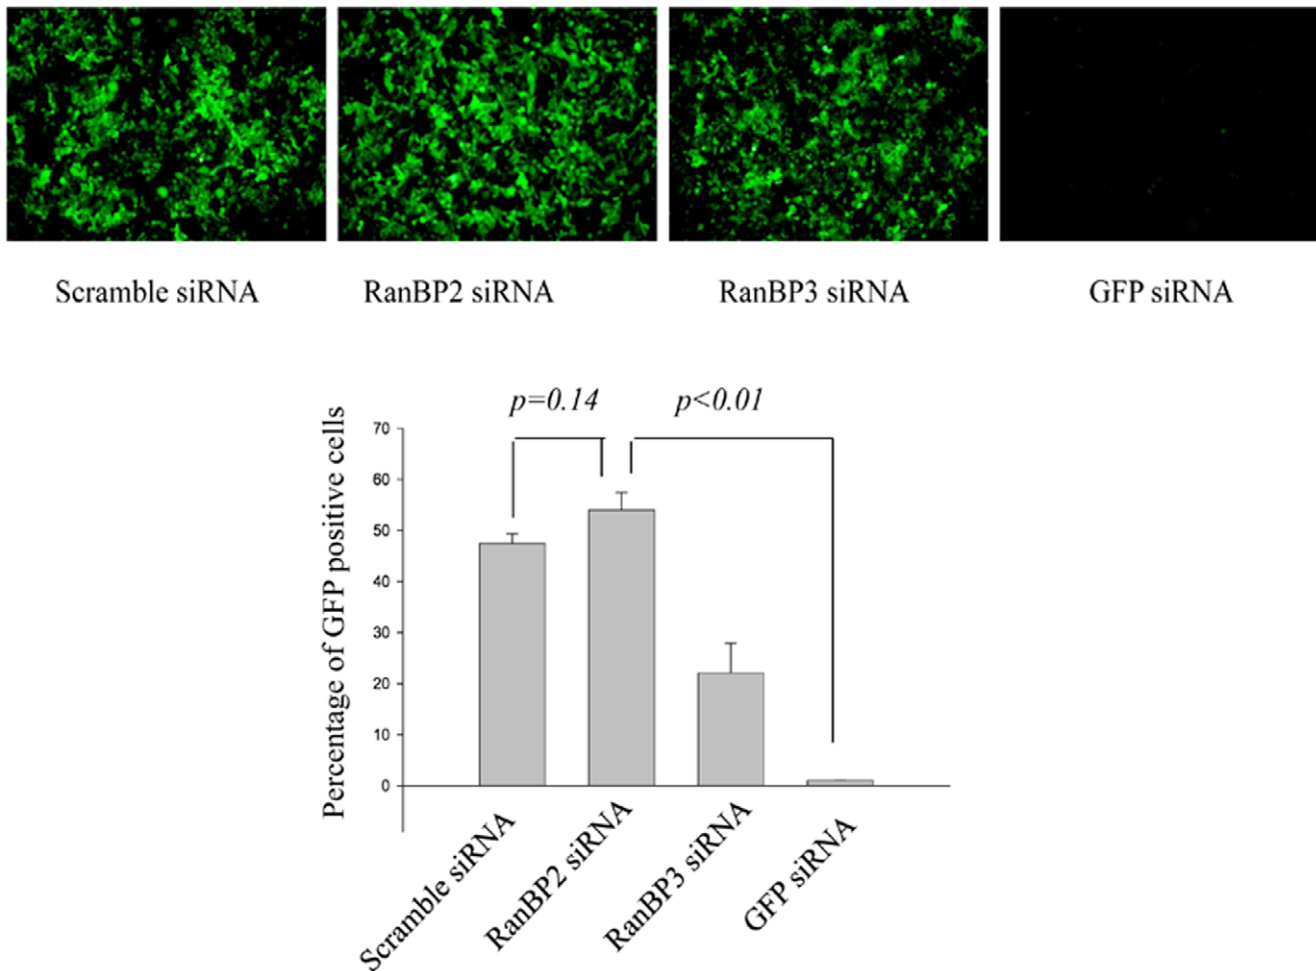 Scramble siRNA
RanBP2 siRNA
RanBP3 siRNA
GFP siRNA
p=0.14
p<0.01
Percentage of GFP positive cells
70
60
50
40
30
20
10
0
Scramble siRNA
RanBP2 siRNA
RanBP3 siRNA
GFP siRNA